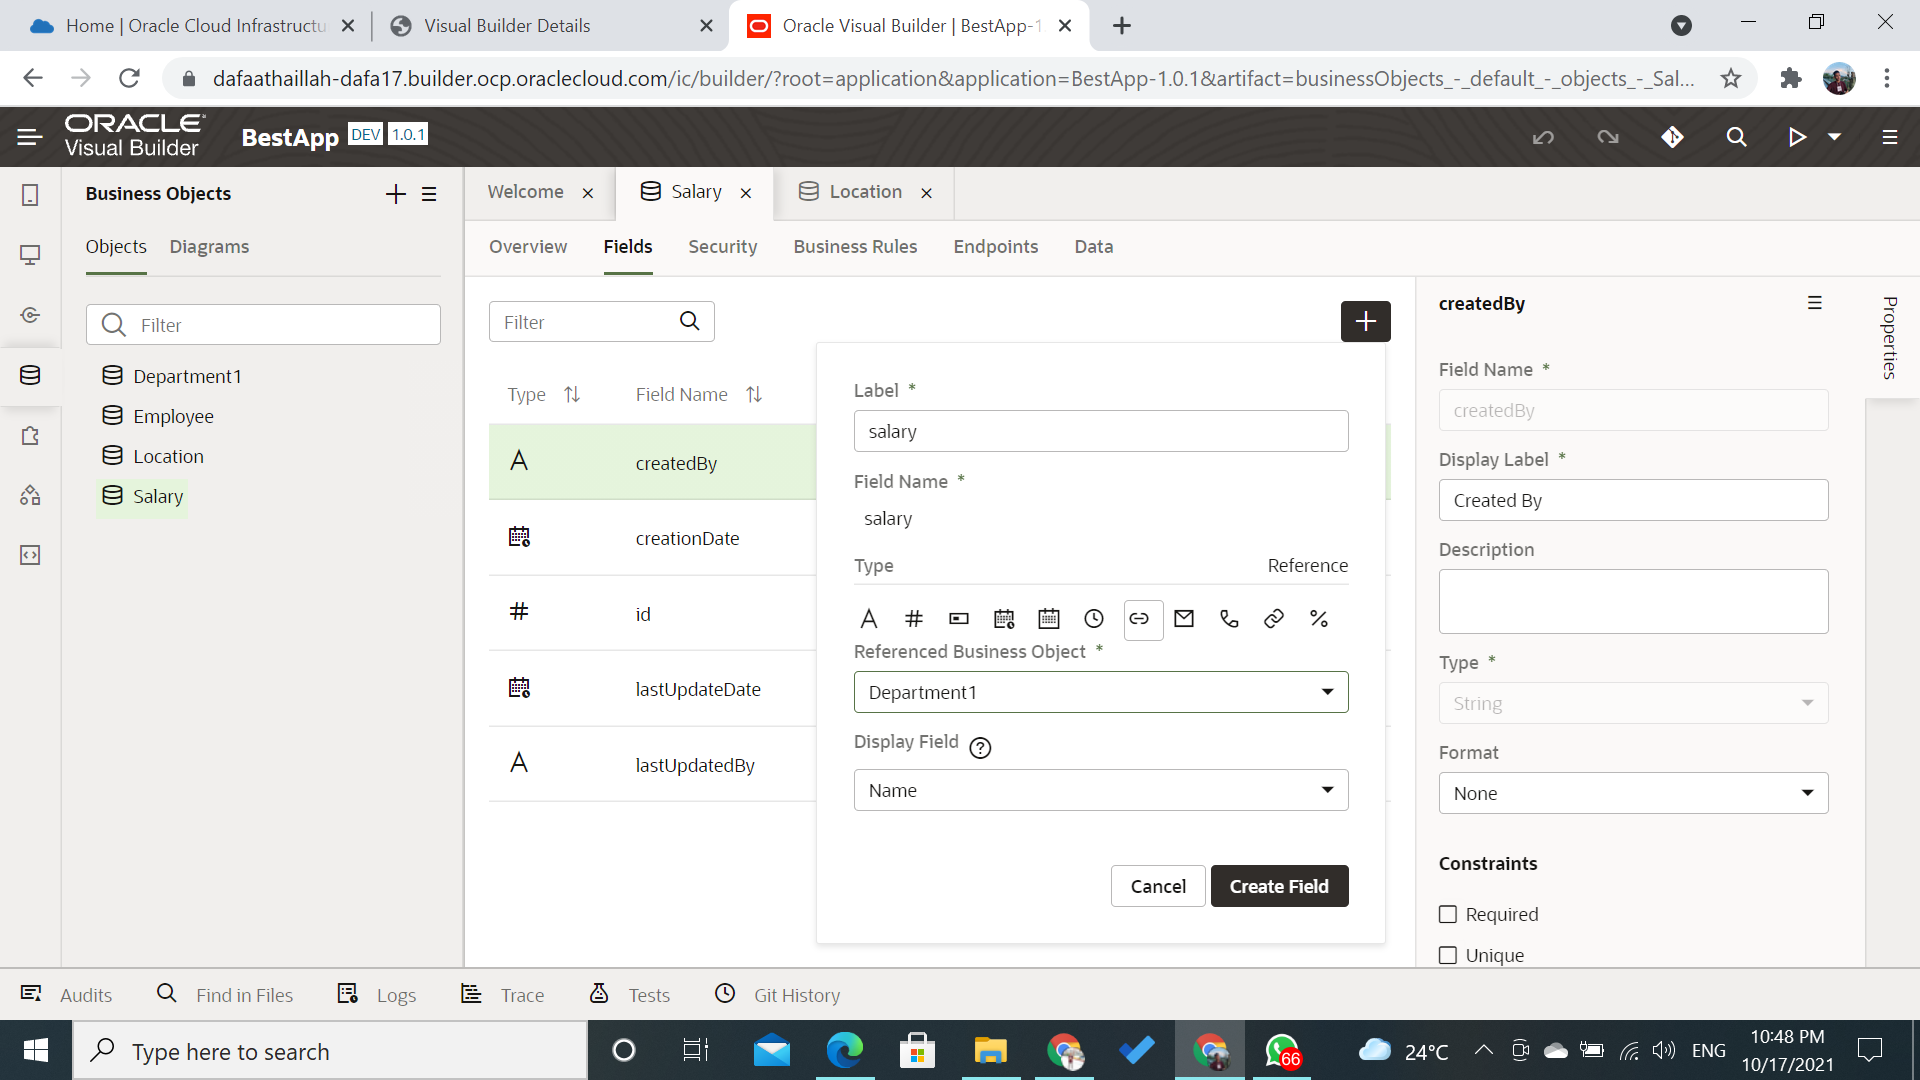 Home | Oracle Cloud Infrastructu
Visual Builder Details
Oracle Visual Builder | BestApp-1
dafaathaillah-dafa17.builder.ocp.oraclecloud.com/ic/builder/?root=application&application=BestApp-1.0.1&artifact=businessObjects_-_default_-_objects_-_Sal...
ORACLE
Visual Builder
BestApp DEV 1.0.1
Business Objects
Objects Diagrams
Filter
Department1
Employee
Location
Salary
Welcome
Salary
Location
Overview Fields Security Business Rules Endpoints Data
Filter
Type Field Name
A createdBy
creationDate
# id
lastUpdateDate
A lastUpdatedBy
Label *
salary
Field Name *
salary
Type Reference
A # %
Referenced Business Object *
Department1
Display Field ?
Name
Cancel Create Field
createdBy
Properties
Field Name *
createdBy
Display Label *
Created By
Description
Type *
String
Format
None
Constraints
Required
Unique
Audits Find in Files Logs Trace Tests Git History
Type here to search
66
24°C
ENG
10:48 PM
10/17/2021